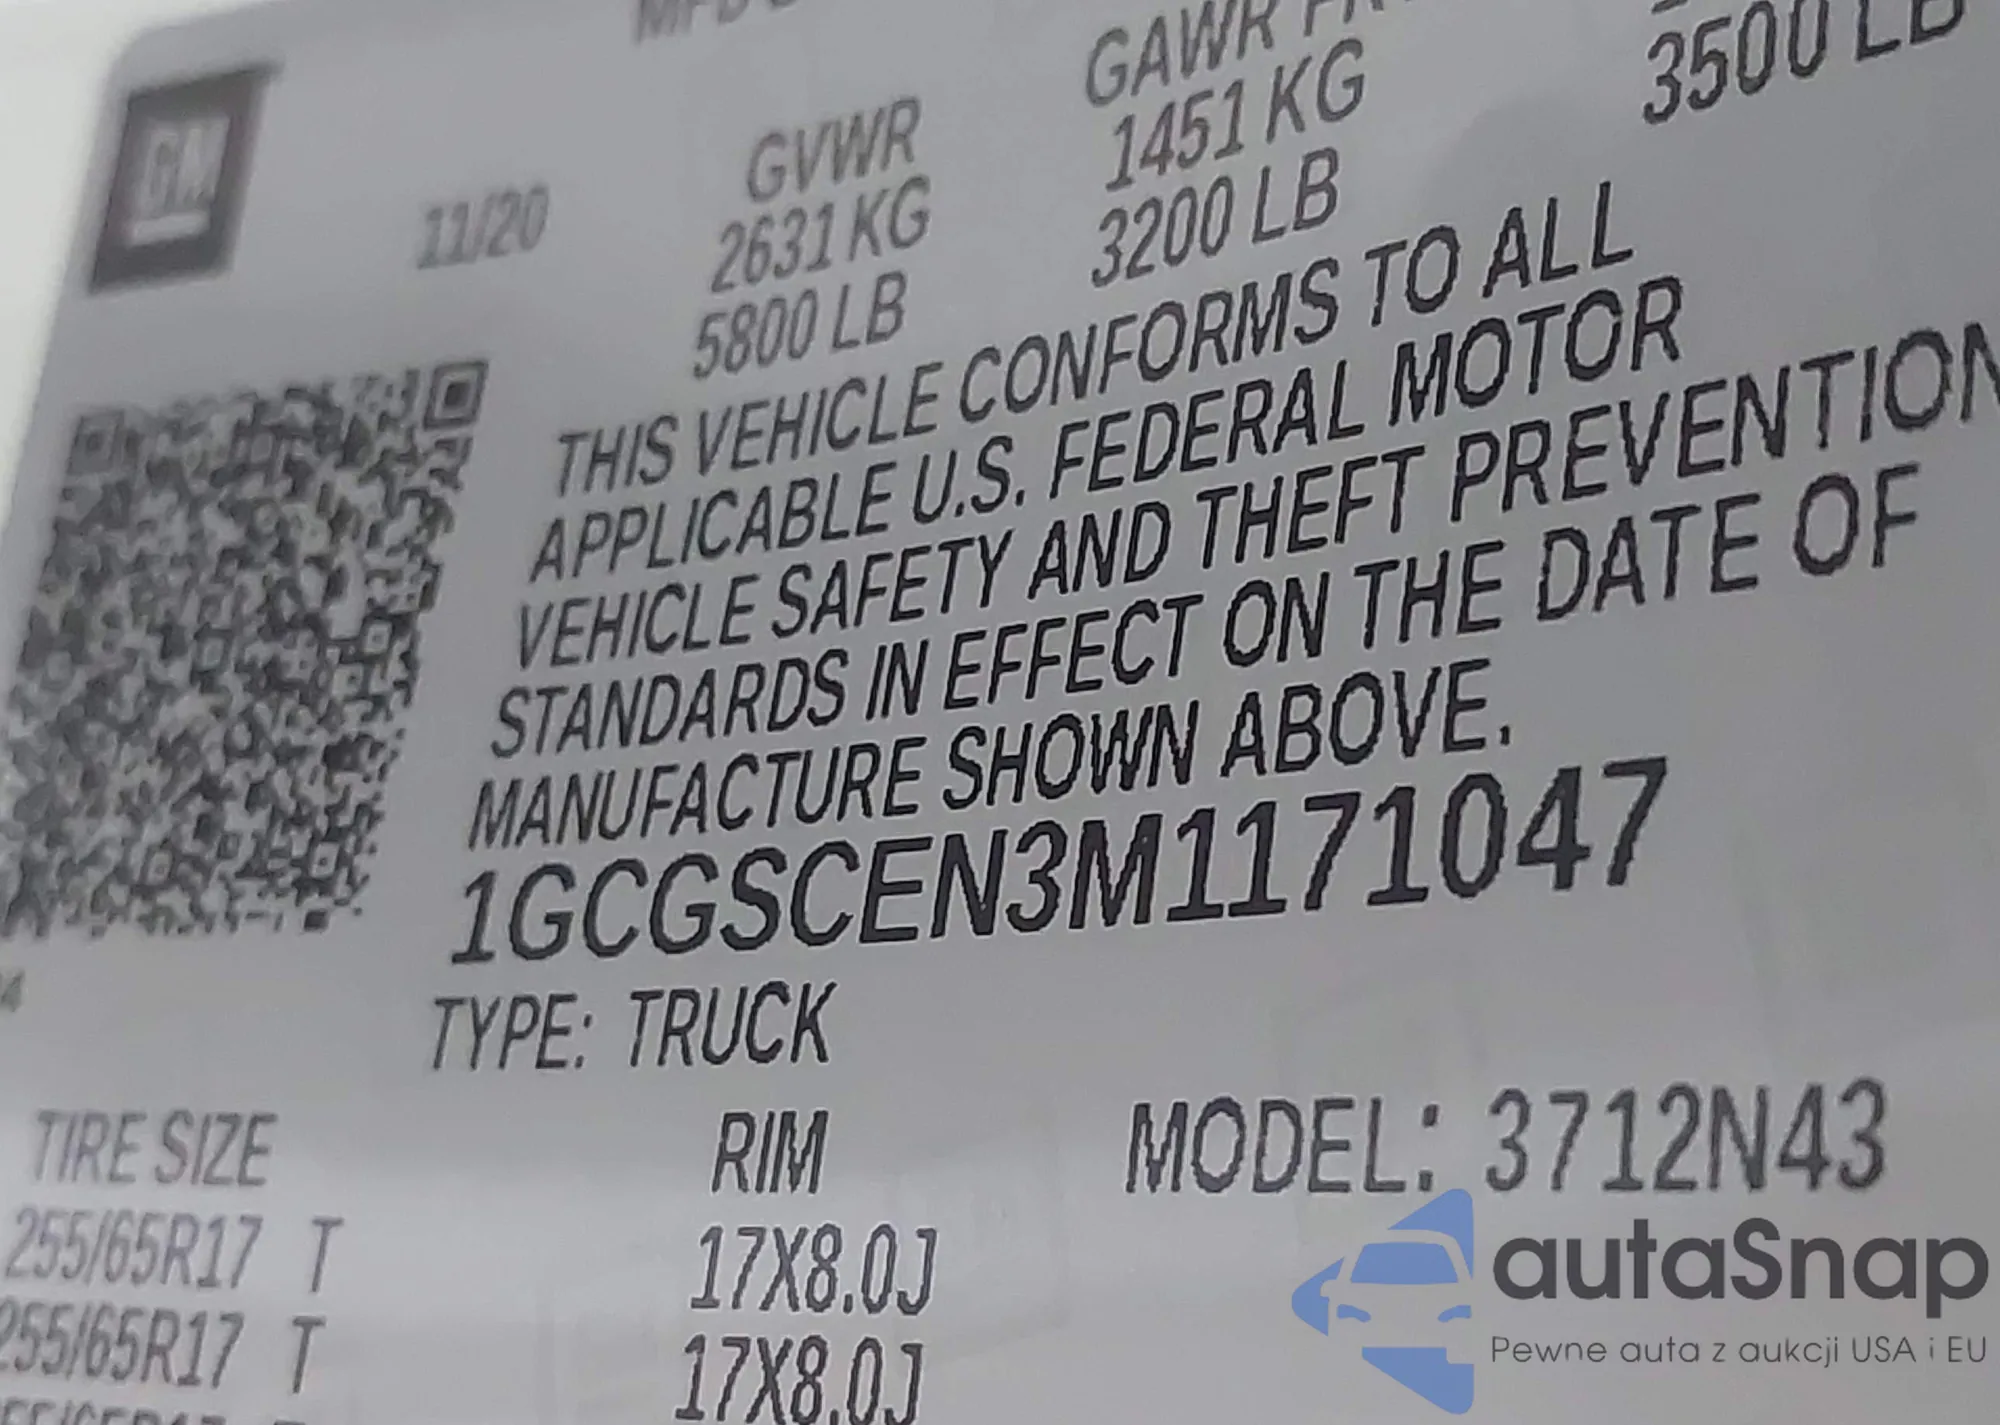 GM
11/20
GVWR
2631 KG
5800 LB
GAWR
1451 KG
3200 LB
3500 LB
THIS VEHICLE CONFORMS TO ALL
APPLICABLE U.S. FEDERAL MOTOR
VEHICLE SAFETY AND THEFT PREVENTION
STANDARDS IN EFFECT ON THE DATE OF
MANUFACTURE SHOWN ABOVE.
1GCGSCEN3M1171047
TYPE: TRUCK
TIRE SIZE RIM MODEL: 3712N43
255/65R17 T 17X8.0J
255/65R17 T 17X8.0J
autaSnap
Pewne auta z aukcji USA i EU